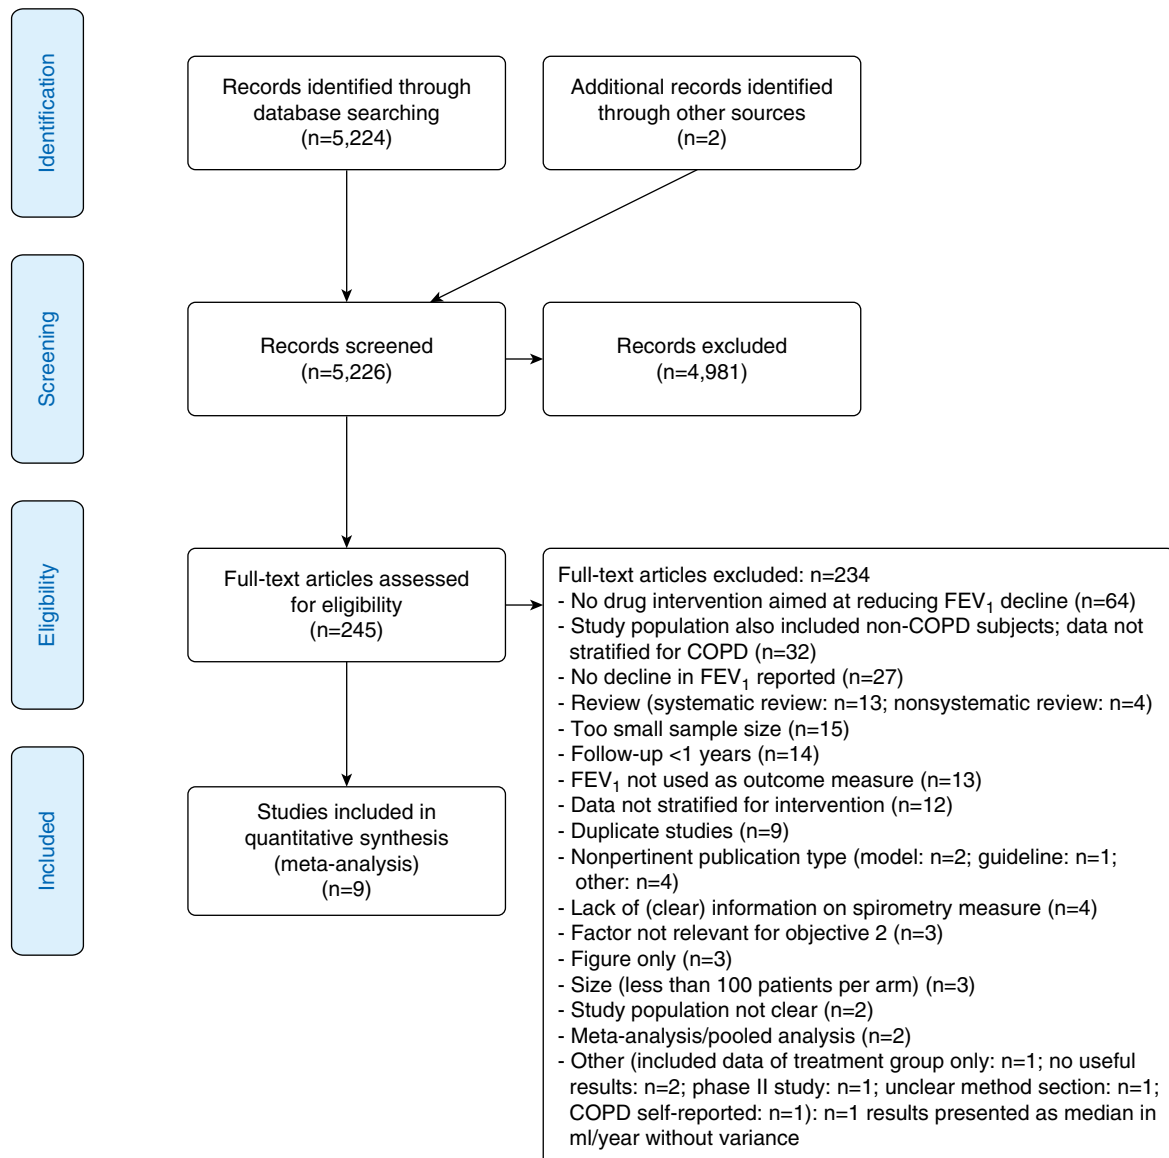 Identification
Records identified through
database searching
(n=5,224)
Additional records identified
through other sources
(n=2)
Screening
Records screened
(n=5,226)
Records excluded
(n=4,981)
Eligibility
Full-text articles assessed
for eligibility
(n=245)
Full-text articles excluded: n=234
- No drug intervention aimed at reducing FEV₁ decline (n=64)
- Study population also included non-COPD subjects; data not
stratified for COPD (n=32)
- No decline in FEV₁ reported (n=27)
- Review (systematic review: n=13; nonsystematic review: n=4)
- Too small sample size (n=15)
- Follow-up <1 years (n=14)
- FEV₁ not used as outcome measure (n=13)
- Data not stratified for intervention (n=12)
- Duplicate studies (n=9)
- Nonpertinent publication type (model: n=2; guideline: n=1;
other: n=4)
- Lack of (clear) information on spirometry measure (n=4)
- Factor not relevant for objective 2 (n=3)
- Figure only (n=3)
- Size (less than 100 patients per arm) (n=3)
- Study population not clear (n=2)
- Meta-analysis/pooled analysis (n=2)
- Other (included data of treatment group only: n=1; no useful
results: n=2; phase II study: n=1; unclear method section: n=1;
COPD self-reported: n=1): n=1 results presented as median in
ml/year without variance
Included
Studies included in
quantitative synthesis
(meta-analysis)
(n=9)